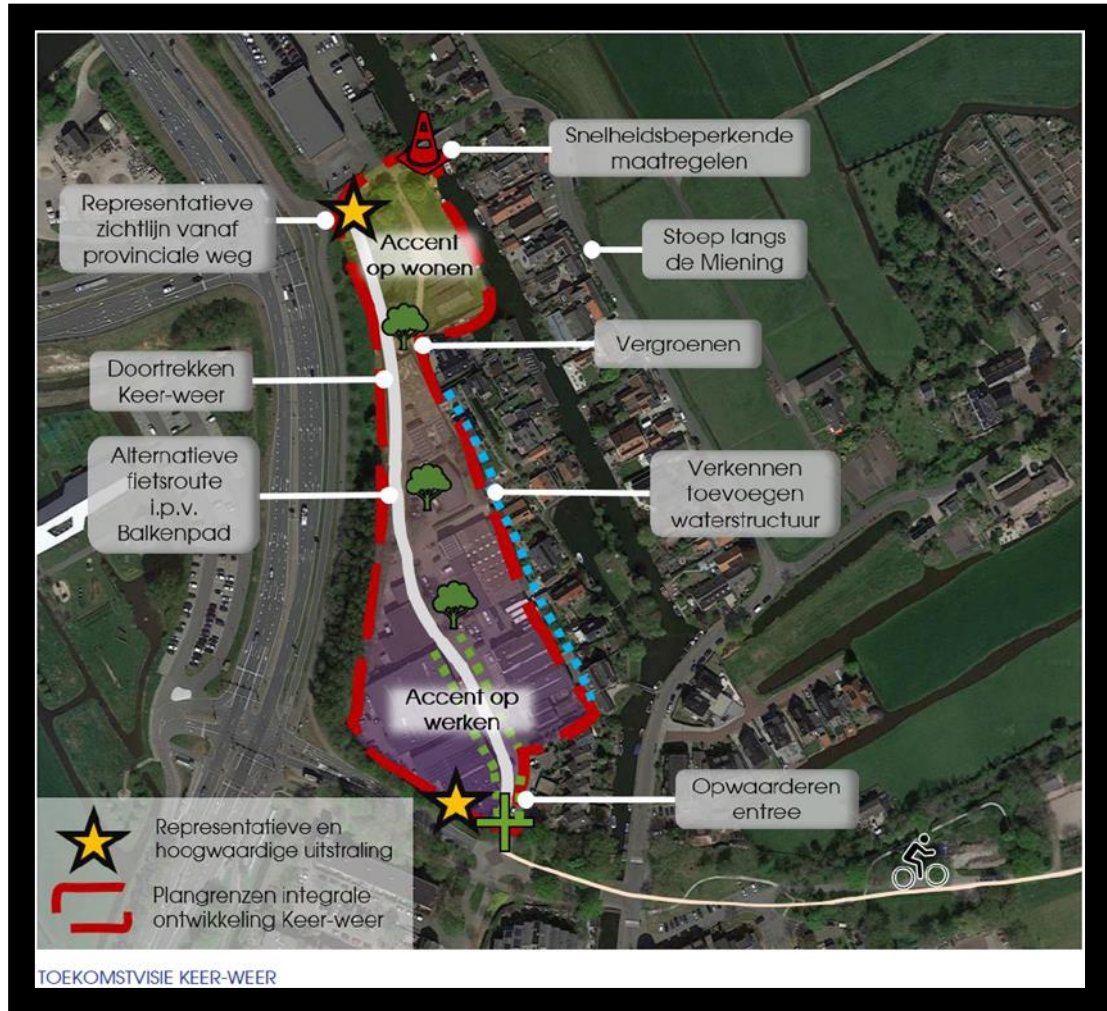 Snelheidsbeperkende
maatregelen
Representatieve
zichtlijn vanaf
provinciale weg
Accent
op wonen
Stoep langs
de Miening
Vergroenen
Doortrekken
Keer-weer
Alternatieve
fietsroute
i.p.v.
Balkenpad
Verkennen
toevoegen
waterstructuur
Accent op
werken
Opwaarderen
entree
Representatieve en
hoogwaardige uitstraling
Plangrenzen integrale
ontwikkeling Keer-weer
TOEKOMSTVISIE KEER-WEER